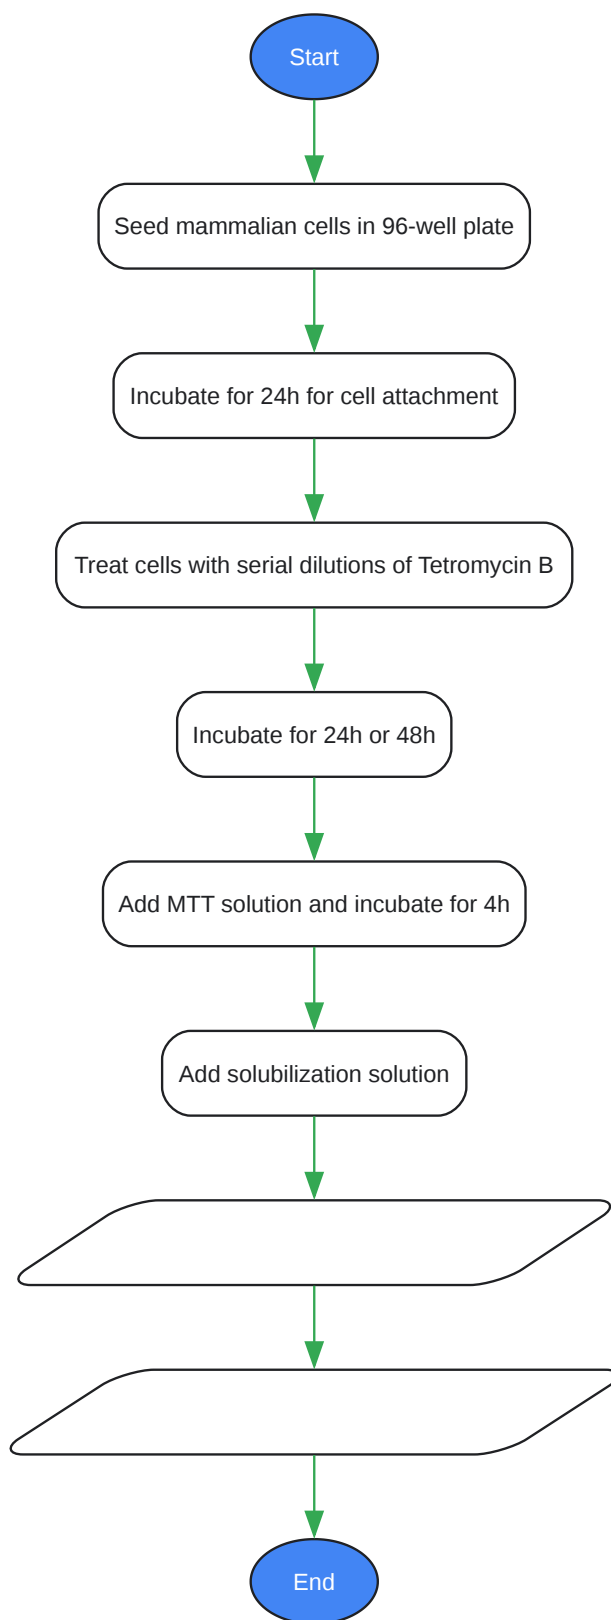 Start
Seed mammalian cells in 96-well plate
Incubate for 24h for cell attachment
Treat cells with serial dilutions of Tetromycin B
Incubate for 24h or 48h
Add MTT solution and incubate for 4h
Add solubilization solution
End